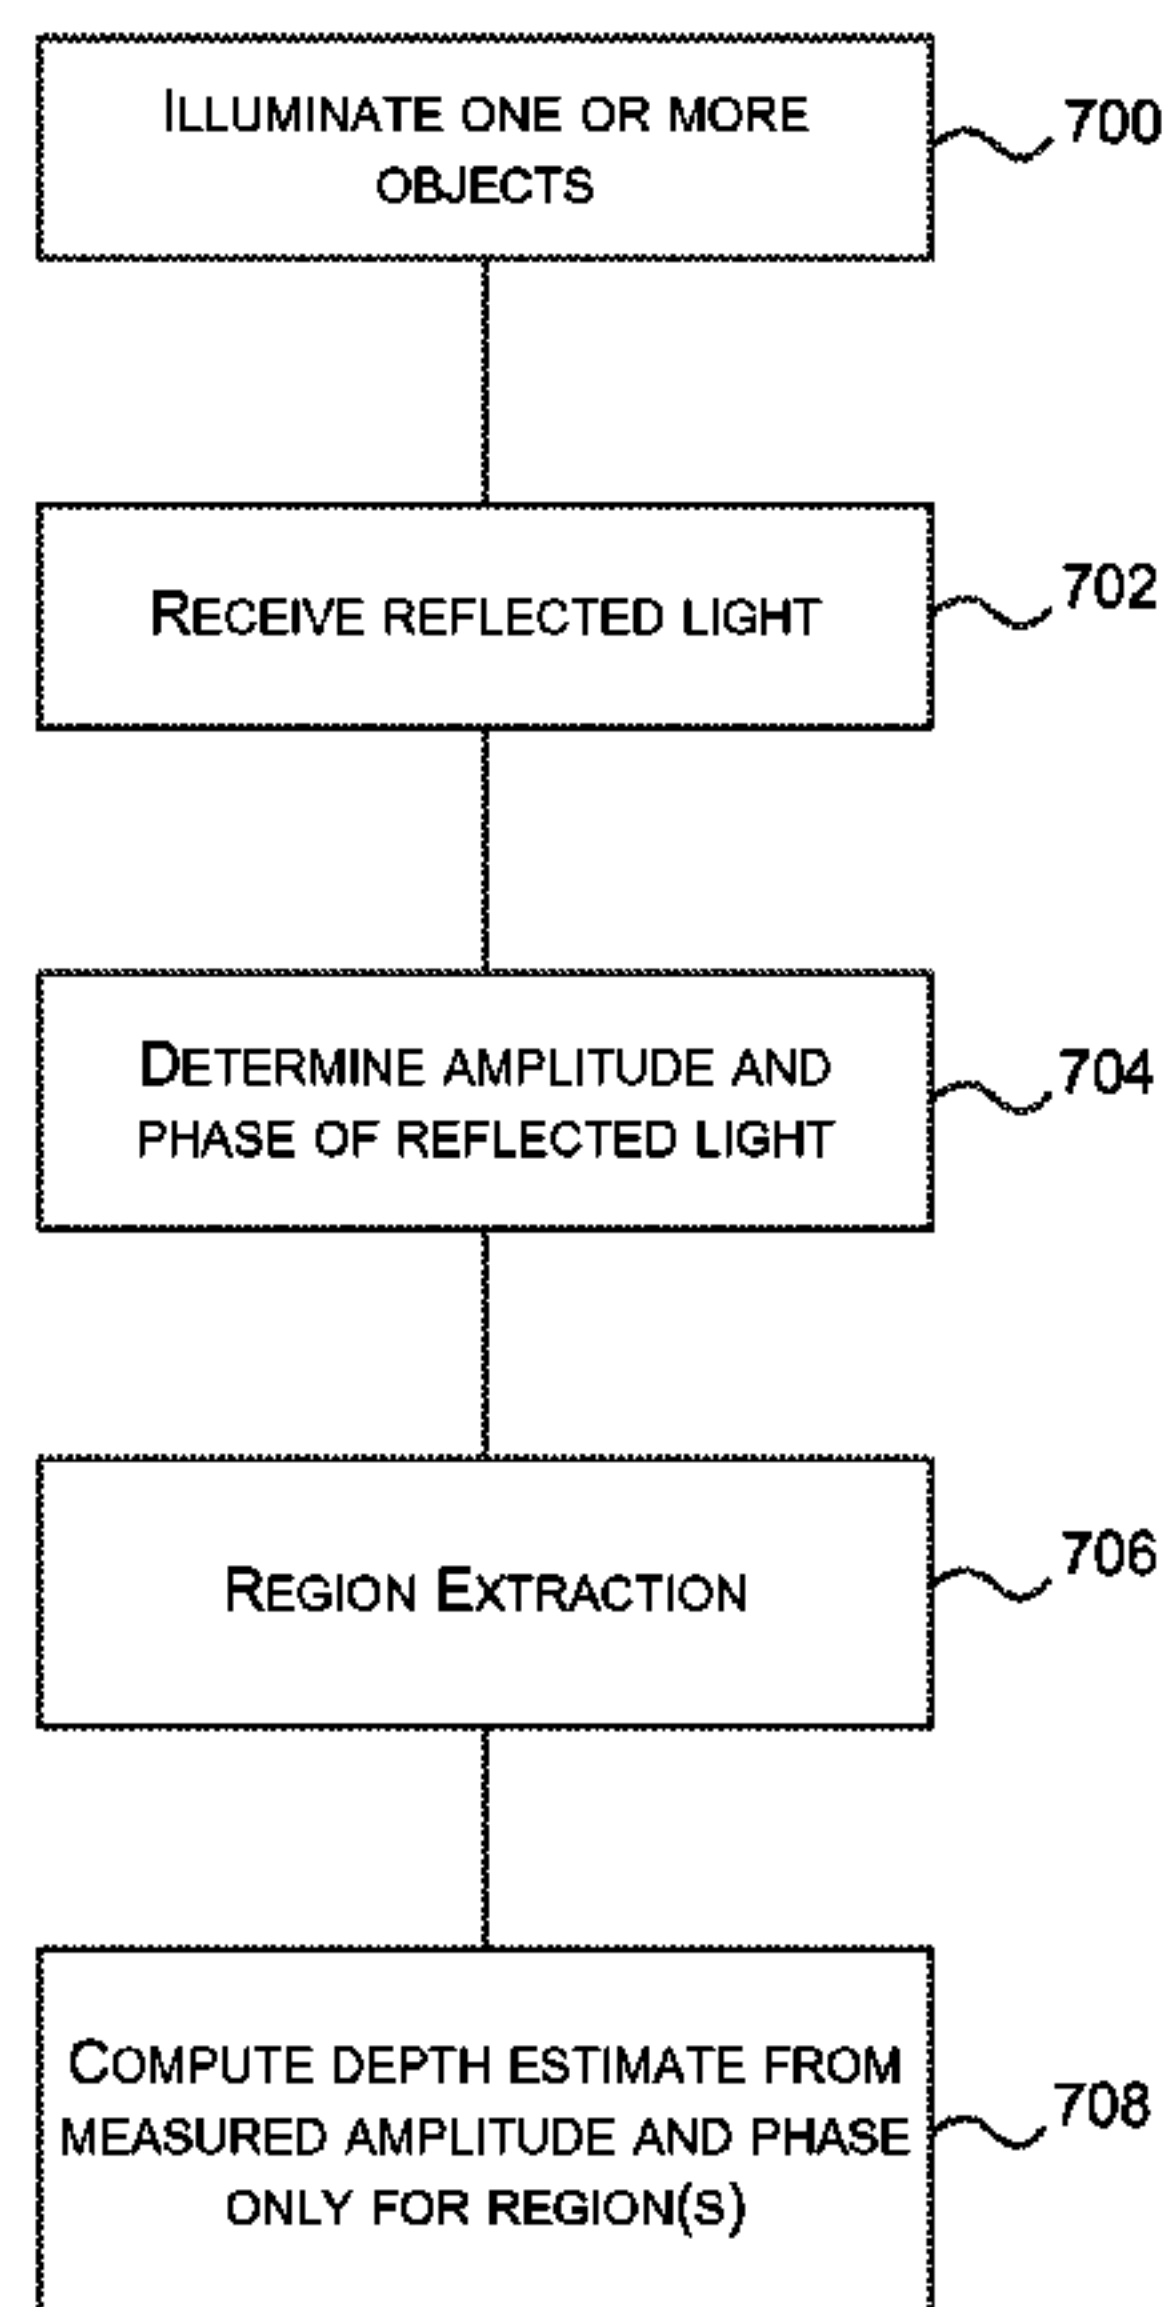 ILLUMINATE ONE OR MORE
OBJECTS
700
RECEIVE REFLECTED LIGHT
702
DETERMINE AMPLITUDE AND
PHASE OF REFLECTED LIGHT
704
REGION EXTRACTION
706
COMPUTE DEPTH ESTIMATE FROM
MEASURED AMPLITUDE AND PHASE
ONLY FOR REGION(S)
708